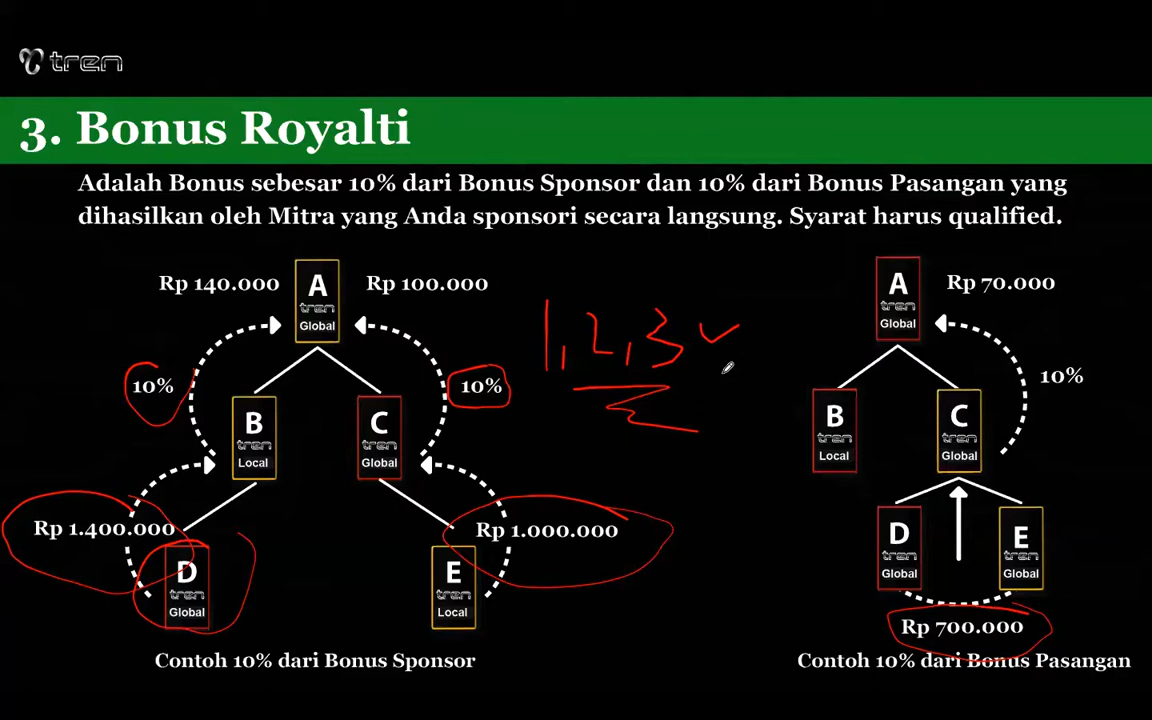 tren
3. Bonus Royalti
Adalah Bonus sebesar 10% dari Bonus Sponsor dan 10% dari Bonus Pasangan yang
dihasilkan oleh Mitra yang Anda sponsori secara langsung. Syarat harus qualified.
Rp 140.000
A
tren
Global
Rp 100.000
10%
10%
B
tren
Local
C
tren
Global
Rp 1.400.000
Rp 1.000.000
D
tren
Global
E
tren
Local
Contoh 10% dari Bonus Sponsor
1, 2, 3
A
tren
Global
Rp 70.000
10%
B
tren
Local
C
tren
Global
D
tren
Global
E
tren
Global
Rp 700.000
Contoh 10% dari Bonus Pasangan